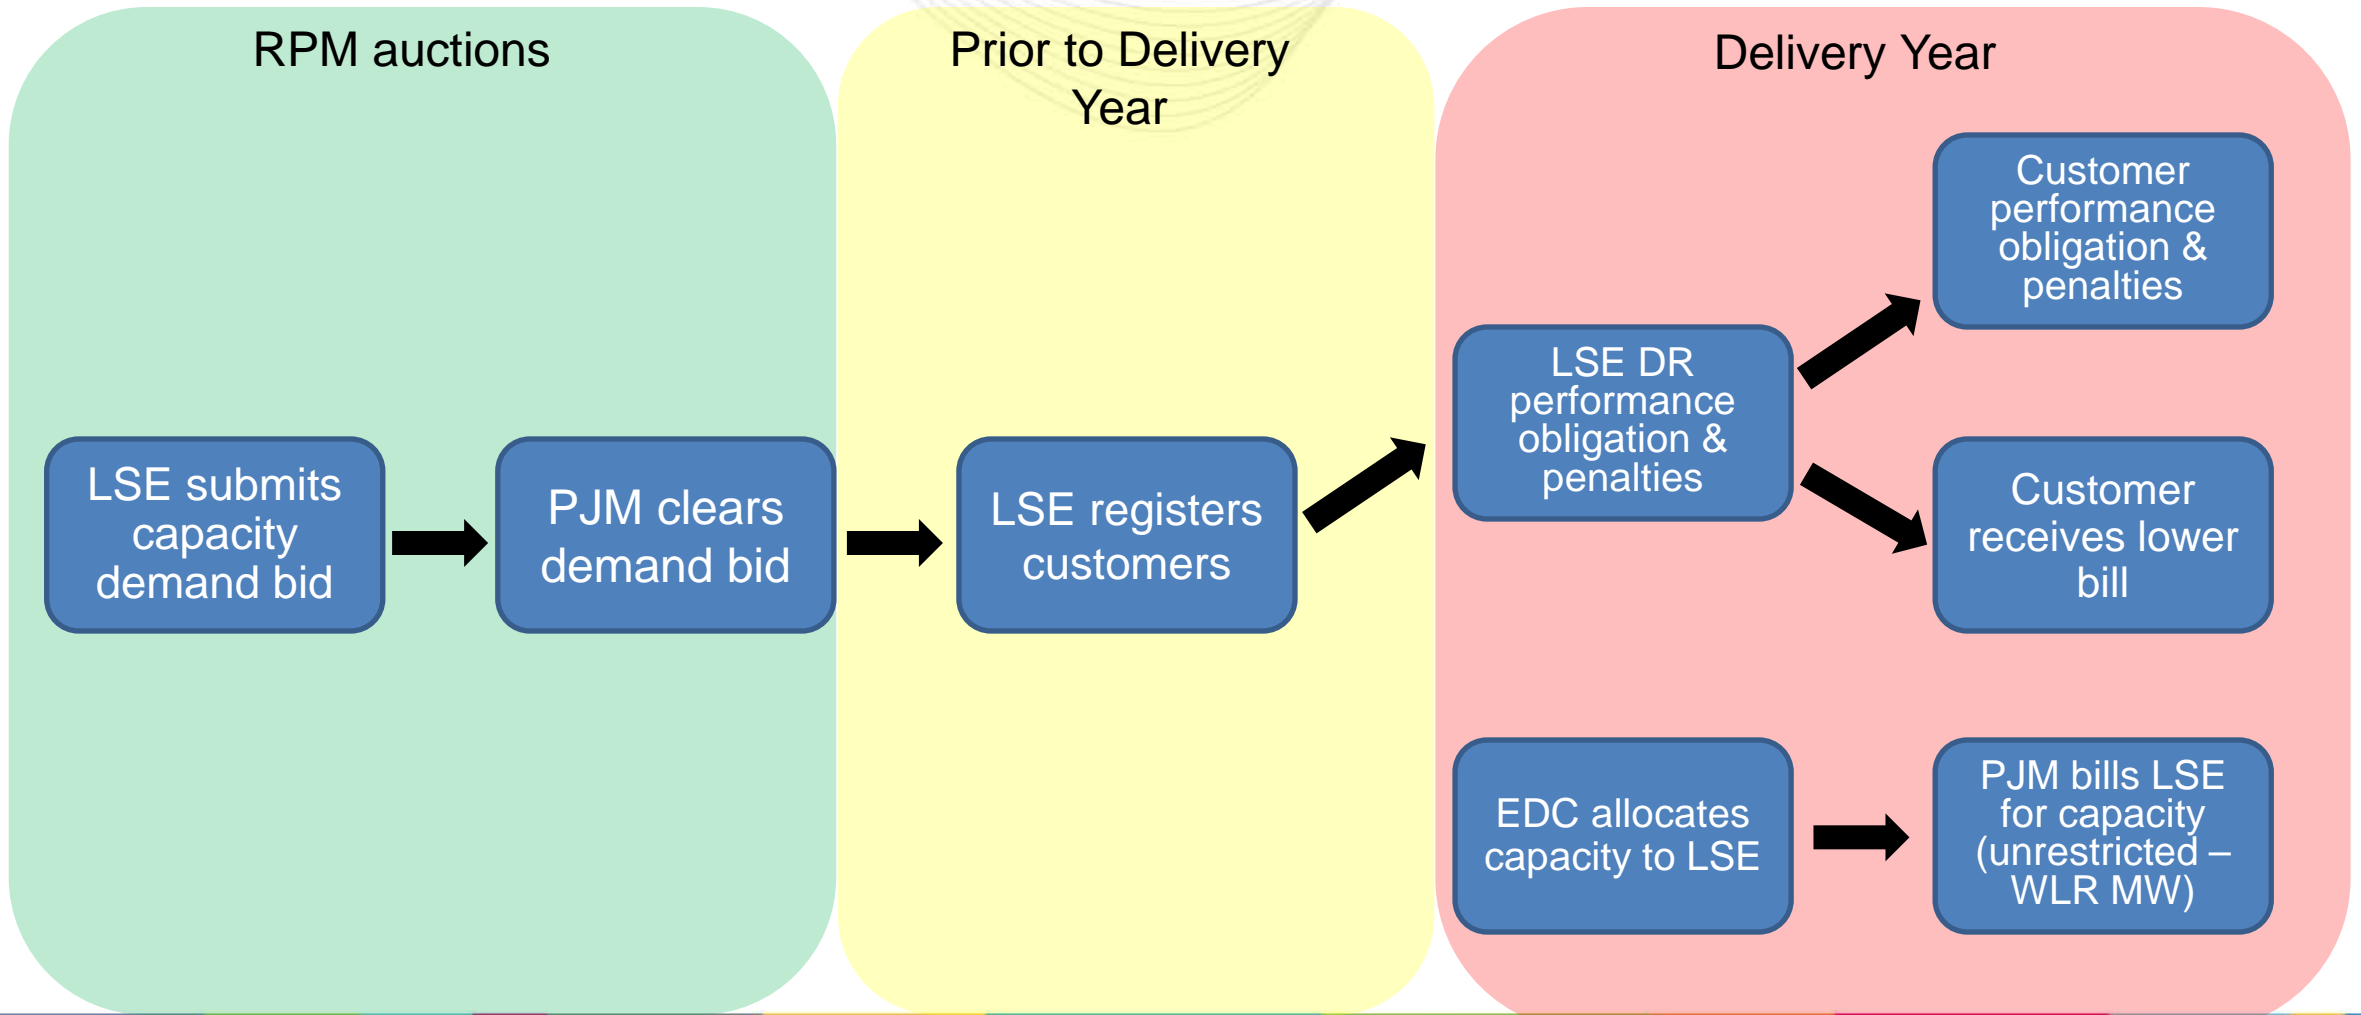 RPM auctions
LSE submits
capacity
demand bid
PJM clears
demand bid
Prior to Delivery
Year
LSE registers
customers
Delivery Year
LSE DR
performance
obligation &
penalties
Customer
performance
obligation &
penalties
Customer
receives lower
bill
EDC allocates
capacity to LSE
PJM bills LSE
for capacity
(unrestricted –
WLR MW)